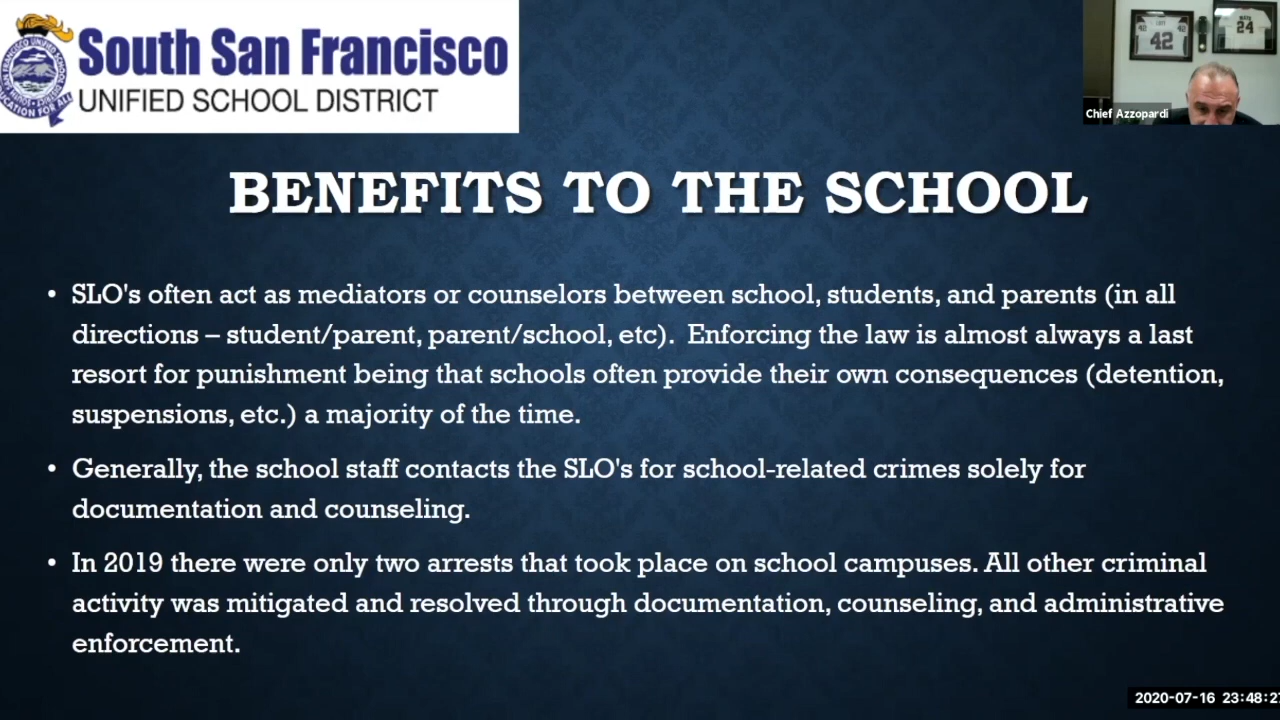 South San Francisco
UNIFIED SCHOOL DISTRICT
42
24
Chief Azzopardi
BENEFITS TO THE SCHOOL
• SLO's often act as mediators or counselors between school, students, and parents (in all
directions – student/parent, parent/school, etc). Enforcing the law is almost always a last
resort for punishment being that schools often provide their own consequences (detention,
suspensions, etc.) a majority of the time.
• Generally, the school staff contacts the SLO's for school-related crimes solely for
documentation and counseling.
• In 2019 there were only two arrests that took place on school campuses. All other criminal
activity was mitigated and resolved through documentation, counseling, and administrative
enforcement.
2020-07-16 23:48:27